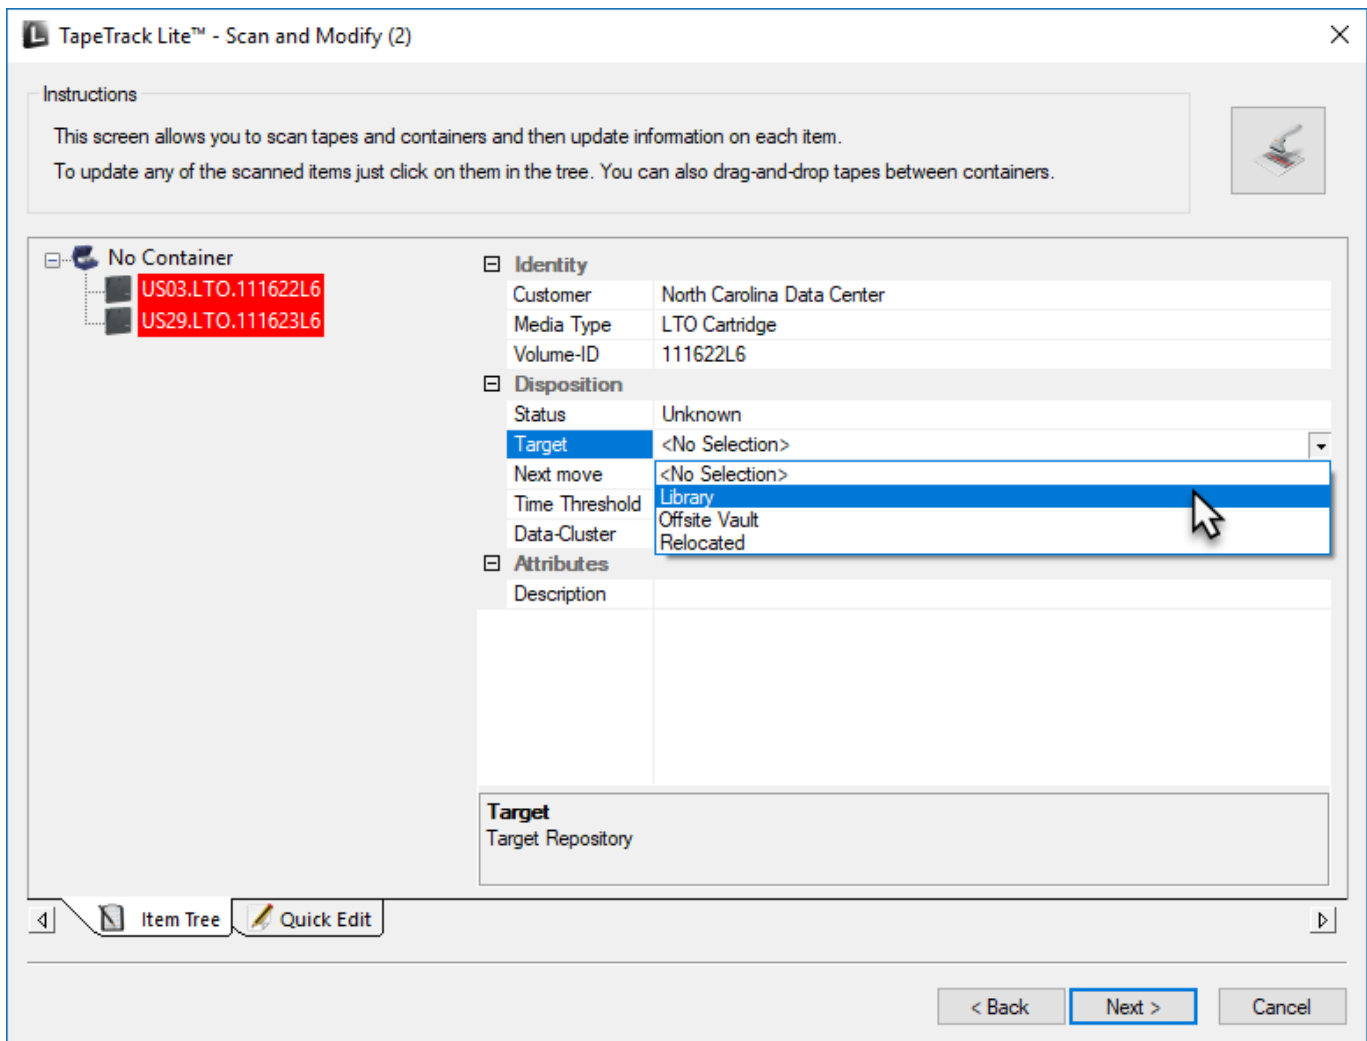 TapeTrack Lite™ - Scan and Modify (2)
Instructions
This screen allows you to scan tapes and containers and then update information on each item.
To update any of the scanned items just click on them in the tree. You can also drag-and-drop tapes between containers.
No Container
US03.LTO.111622L6
US29.LTO.111623L6
Identity
Customer North Carolina Data Center
Media Type LTO Cartridge
Volume-ID 111622L6
Disposition
Status Unknown
Target <No Selection>
Next move <No Selection>
Time Threshold Library
Offsite Vault
Data-Cluster Relocated
Attributes
Description
Target
Target Repository
Item Tree Quick Edit
< Back Next > Cancel